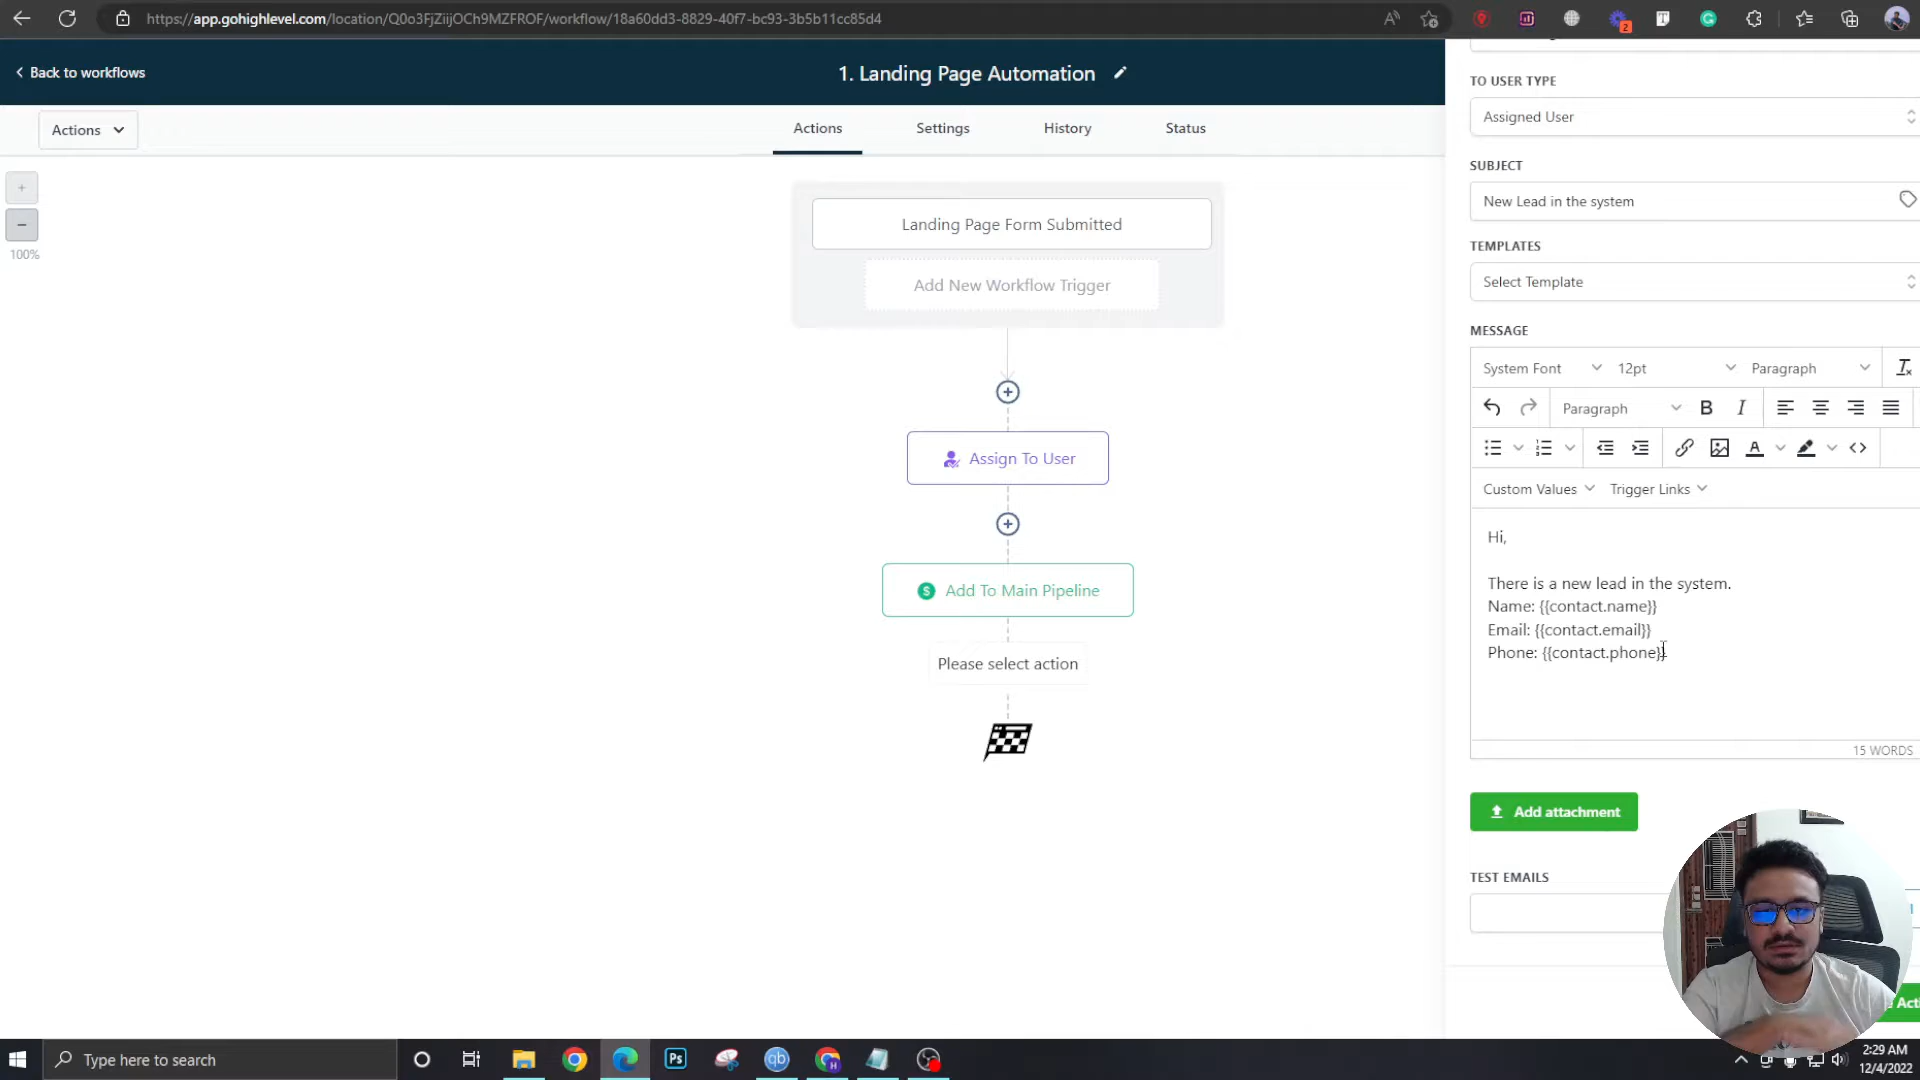 https://app.gohighlevel.com/location/Q0o3FjZiijOCh9MZFROF/workflow/18a60dd3-8829-40f7-bc93-3b5b11cc85d4
2
Back to workflows
1. Landing Page Automation
Actions
Actions
Settings
History
Status
100%
Landing Page Form Submitted
Add New Workflow Trigger
Assign To User
Add To Main Pipeline
Please select action
TO USER TYPE
Assigned User
SUBJECT
New Lead in the system
TEMPLATES
Select Template
MESSAGE
System Font
12pt
Paragraph
Paragraph
B
I
A
Custom Values
Trigger Links
Hi,
There is a new lead in the system.
Name: {{contact.name}}
Email: {{contact.email}}
Phone: {{contact.phone}}
15 WORDS
Add attachment
TEST EMAILS
Type here to search
Ps
qb
H
2:29 AM
12/4/2022